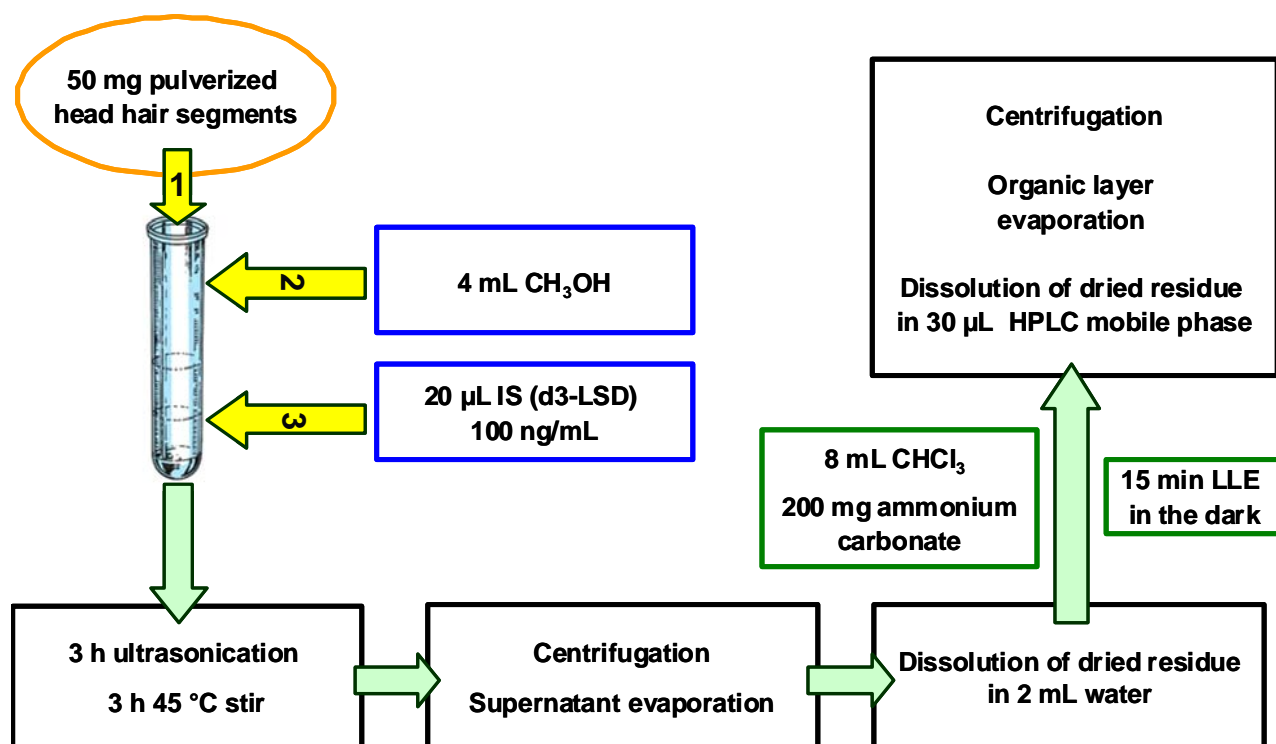 50 mg pulverized
head hair segments
1
2
4 mL CH₃OH
3
20 µL IS (d3-LSD)
100 ng/mL
3 h ultrasonication
3 h 45 °C stir
Centrifugation
Supernatant evaporation
Dissolution of dried residue
in 2 mL water
8 mL CHCl₃
200 mg ammonium
carbonate
15 min LLE
in the dark
Centrifugation
Organic layer
evaporation
Dissolution of dried residue
in 30 µL HPLC mobile phase